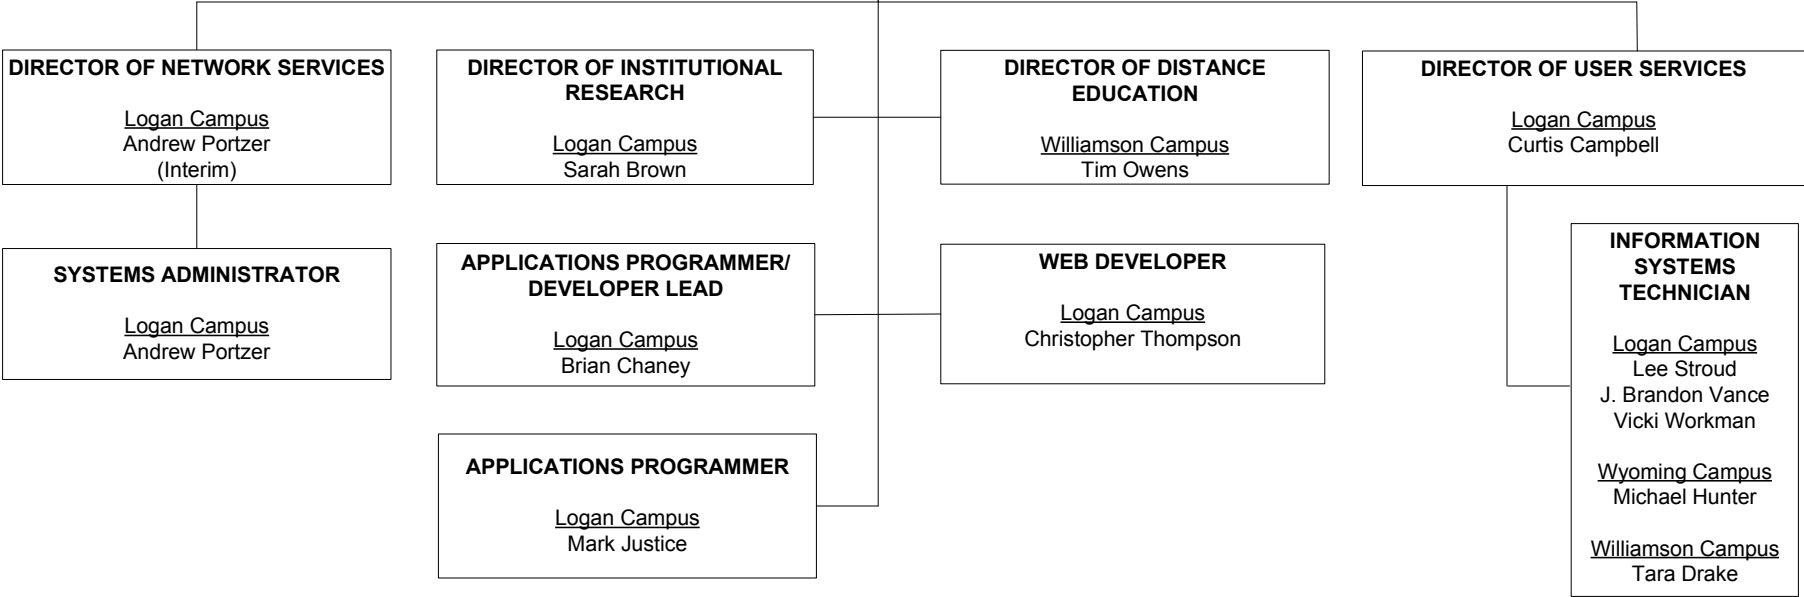 DIRECTOR OF NETWORK SERVICES
Logan Campus
Andrew Portzer
(Interim)
DIRECTOR OF INSTITUTIONAL
RESEARCH
Logan Campus
Sarah Brown
DIRECTOR OF DISTANCE
EDUCATION
Williamson Campus
Tim Owens
DIRECTOR OF USER SERVICES
Logan Campus
Curtis Campbell
SYSTEMS ADMINISTRATOR
Logan Campus
Andrew Portzer
APPLICATIONS PROGRAMMER/
DEVELOPER LEAD
Logan Campus
Brian Chaney
WEB DEVELOPER
Logan Campus
Christopher Thompson
INFORMATION
SYSTEMS
TECHNICIAN
Logan Campus
Lee Stroud
J. Brandon Vance
Vicki Workman
Wyoming Campus
Michael Hunter
Williamson Campus
Tara Drake
APPLICATIONS PROGRAMMER
Logan Campus
Mark Justice